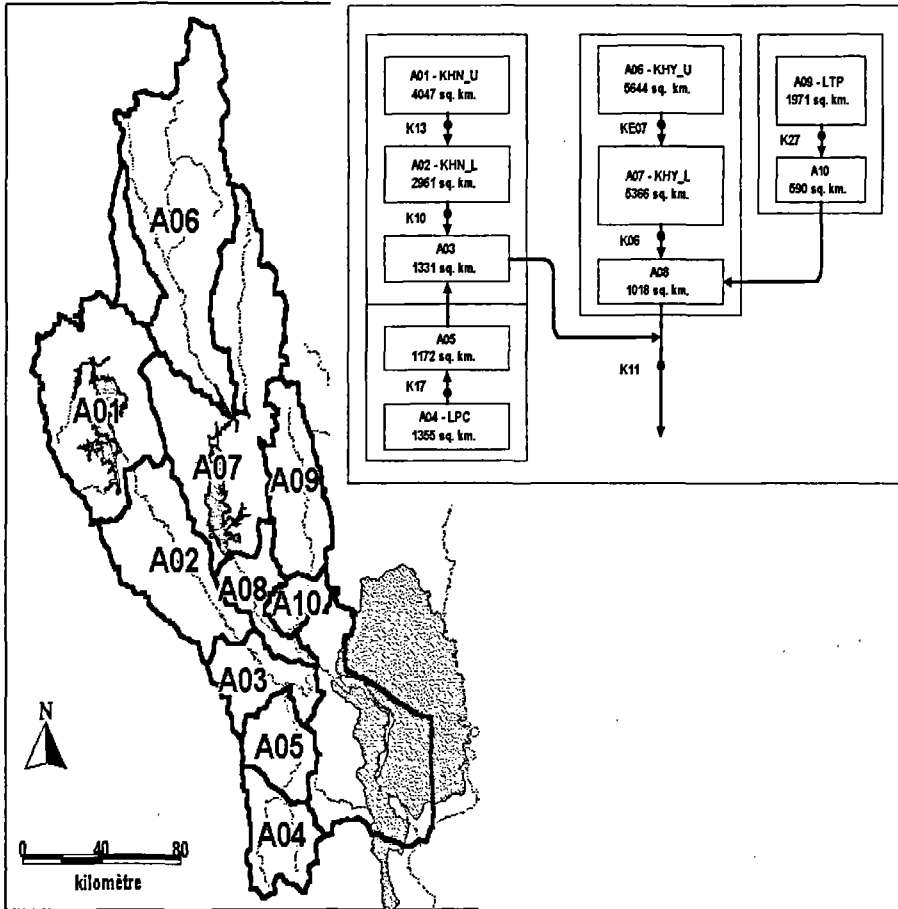 A01 - KHN_U
4047 sq. km.
K13
A02 - KHN_L
2961 sq. km.
K10
A03
1331 sq. km.
A05
1172 sq. km.
K17
A04 - LPC
1355 sq. km.
A06 - KHY_U
5644 sq. km.
KE07
A07 - KHY_L
5366 sq. km.
K06
A08
1018 sq. km.
K11
A09 - LTP
1971 sq. km.
K27
A10
590 sq. km.
A06
A01
A07
A09
A02
A08
A10
A03
A05
A04
N
0 40 80
kilomètre